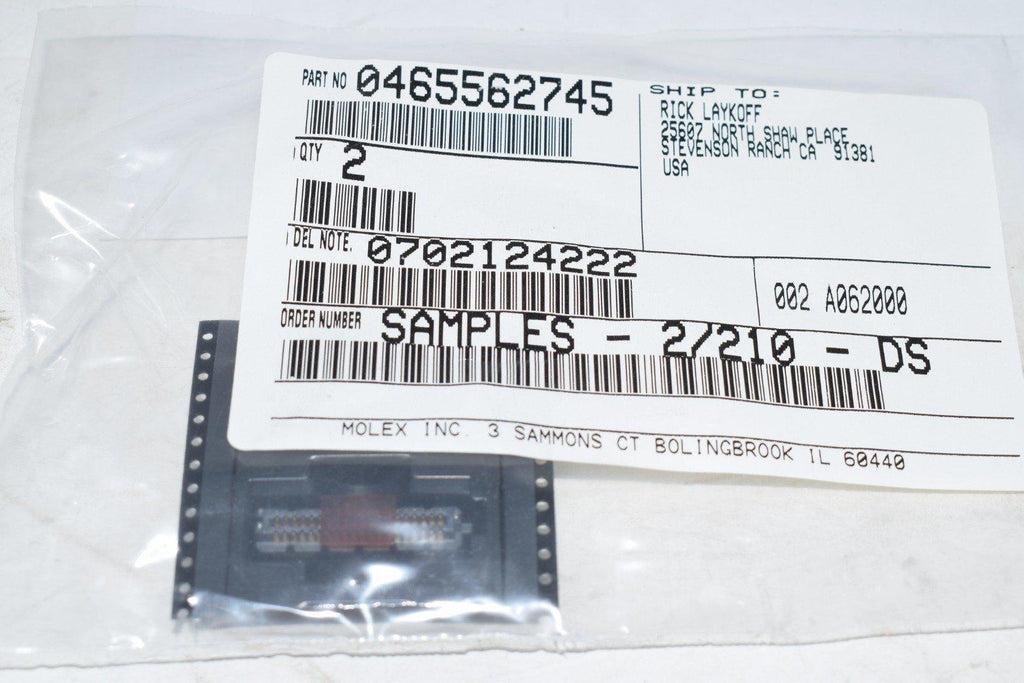 PART NO 0465562745
QTY 2
DEL NOTE. 0702124222
ORDER NUMBER SAMPLES - 2/210 - DS
SHIP TO:
RICK LAYKOFF
25607 NORTH SHAW PLACE
STEVENSON RANCH CA 91381
USA
002 A062000
MOLEX INC. 3 SAMMONS CT BOLINGBROOK IL 60440